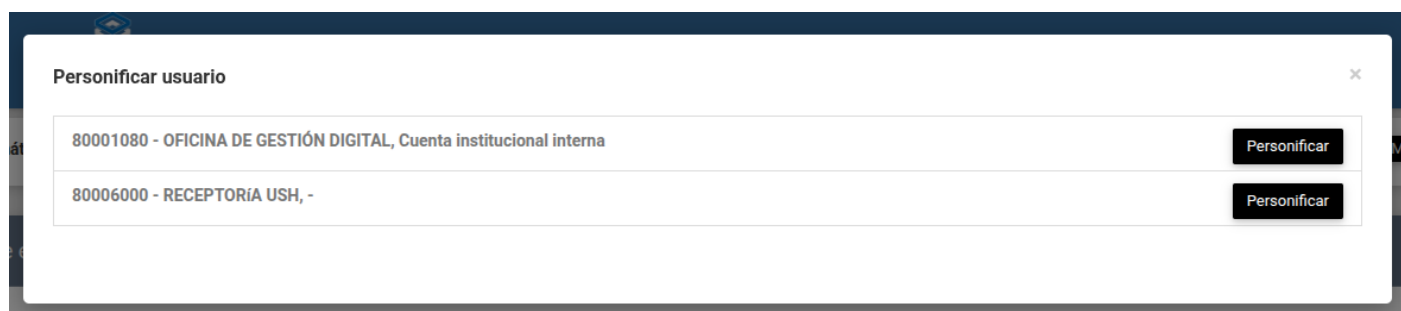 Personificar usuario
×
80001080 - OFICINA DE GESTIÓN DIGITAL, Cuenta institucional interna
Personificar
80006000 - RECEPTORíA USH, -
Personificar